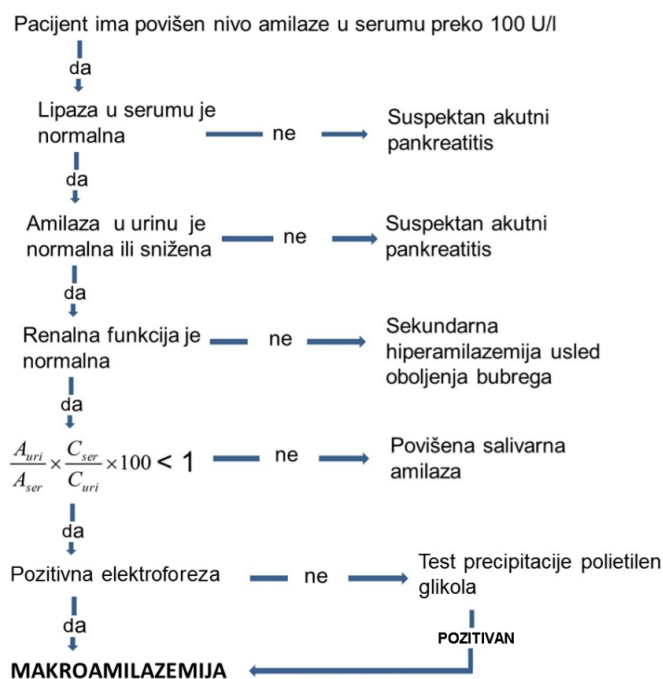 Pacijent ima povišen nivo amilaze u serumu preko 100 U/l
da
Lipaza u serumu je
normalna
ne
Suspektan akutni
pankreatitis
da
Amilaza u urinu je
normalna ili snižena
ne
Suspektan akutni
pankreatitis
da
Renalna funkcija je
normalna
ne
Sekundarna
hiperamilazemija usled
oboljenja bubrega
da
A_uri / A_ser × C_ser / C_uri ×100 < 1
ne
Povišena salivarna
amilaza
da
Pozitivna elektroforeza
ne
Test precipitacije polietilen
glikola
da
POZITIVAN
MAKROAMILAZEMIJA